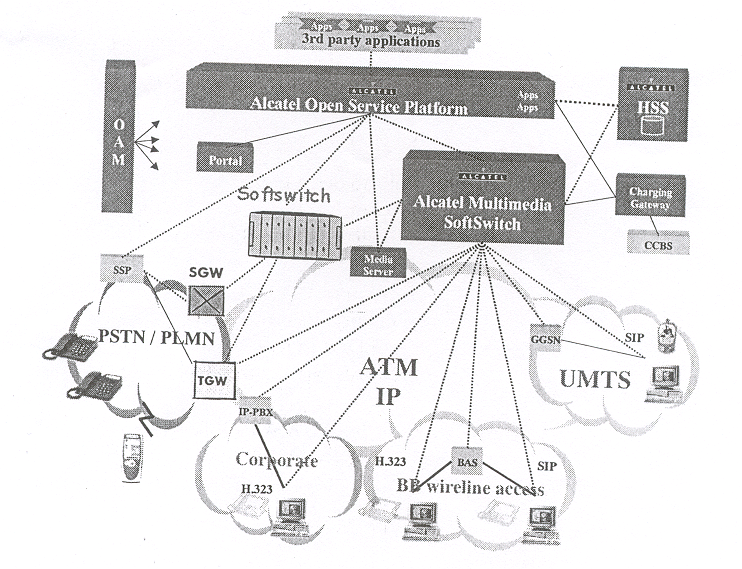 Apps Apps Apps
3rd party applications
ALCATEL
Alcatel Open Service Platform
Apps
Apps
ALCATEL
HSS
O
A
M
Portal
ALCATEL
Alcatel Multimedia
SoftSwitch
Charging
Gateway
CCBS
Softswitch
Media
Server
SSP
SGW
PSTN / PLMN
TGW
ATM
IP
GGSN
SIP
UMTS
IP-PBX
Corporate
H.323
H.323
BAS
SIP
BB wireline access